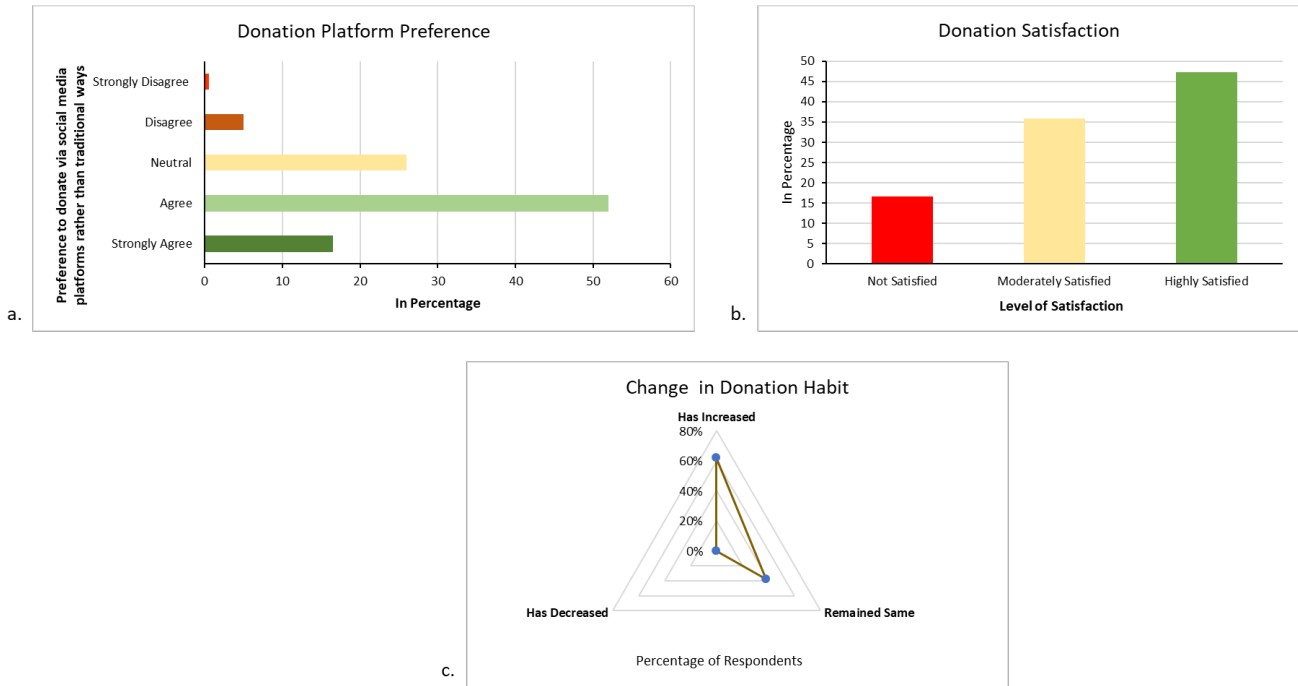 Donation Platform Preference
Preference to donate via social media
platforms rather than traditional ways
Strongly Disagree
Disagree
Neutral
Agree
Strongly Agree
0 10 20 30 40 50 60
In Percentage
a.
Donation Satisfaction
In Percentage
50
45
40
35
30
25
20
15
10
5
0
Not Satisfied Moderately Satisfied Highly Satisfied
Level of Satisfaction
b.
Change in Donation Habit
Has Increased
80%
60%
40%
20%
0%
Has Decreased Remained Same
Percentage of Respondents
c.